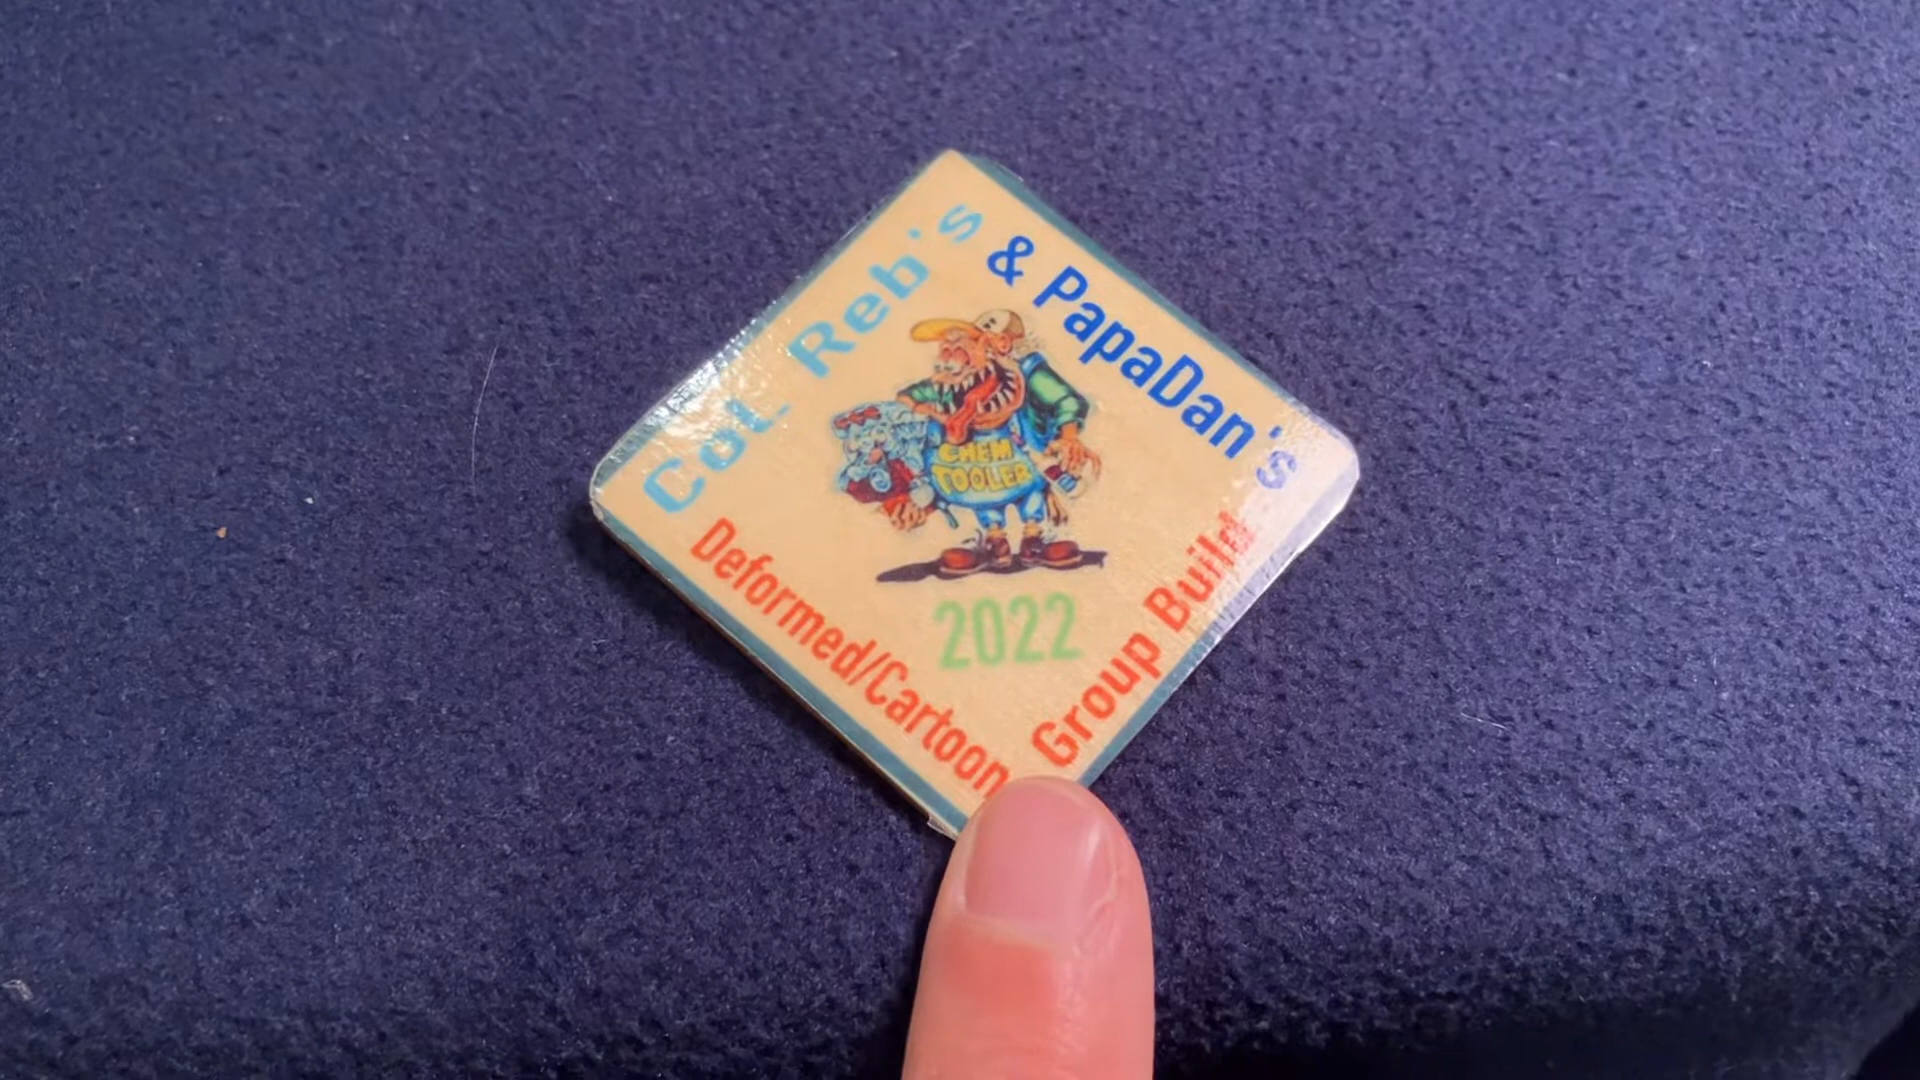 Col. Reb's
& PapaDan's
CHEM
TOOLER
2022
Deformed/Cartoon
Group Build